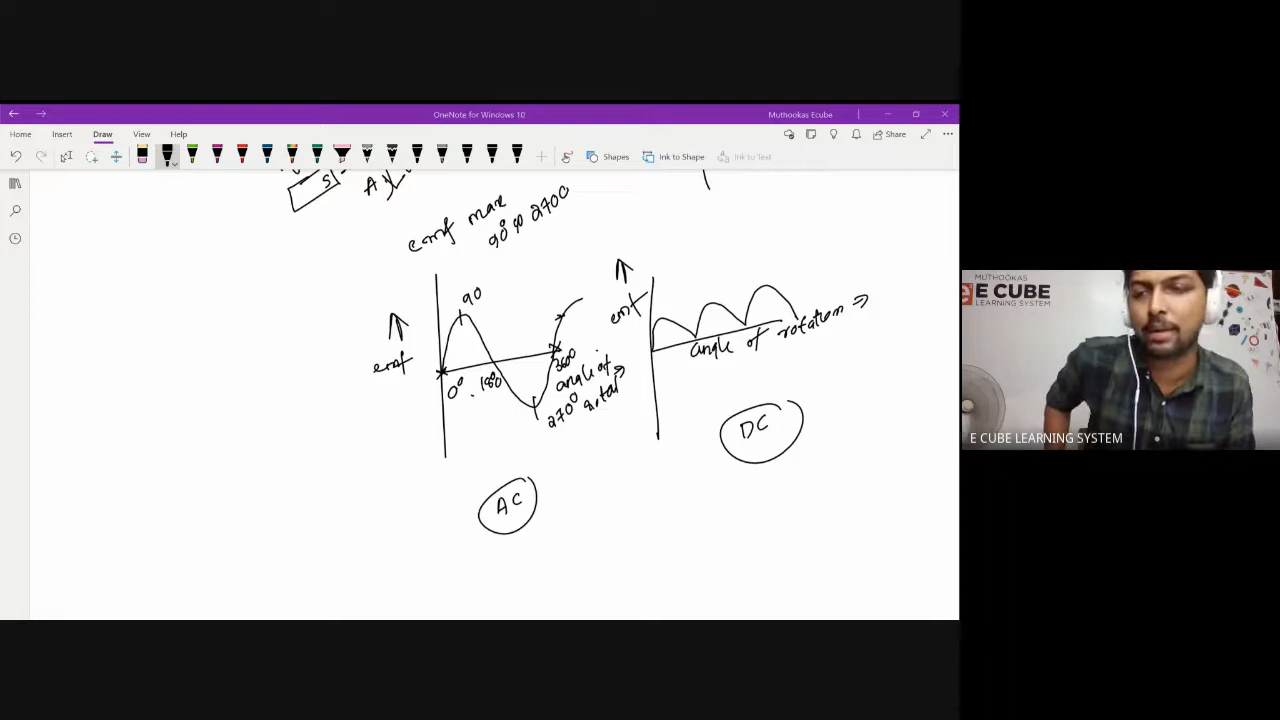 OneNote for Windows 10
Muthookas Ecube
Home Insert Draw View Help
Share
Shapes Ink to Shape Ink to Text
S
A
emf max
90° & 270°
90
emf
0° 180
360°
angle of
270° rotat
AC
emf
angle of rotation
DC
MUTHOOKAS
E CUBE
LEARNING SYSTEM
E CUBE LEARNING SYSTEM